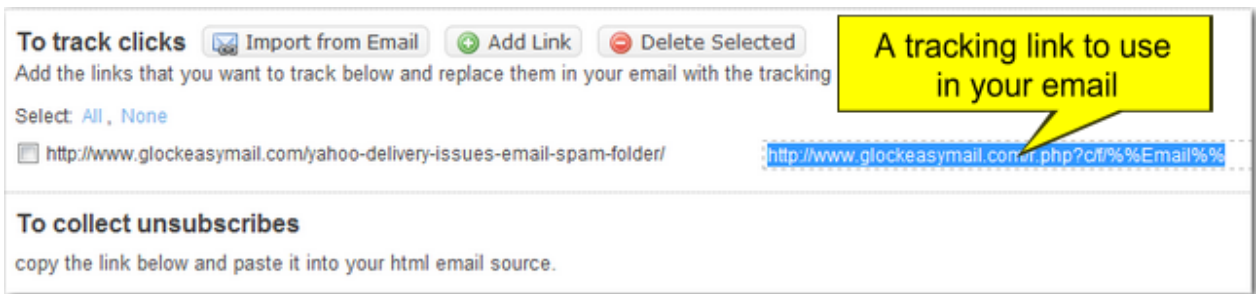 To track clicks Import from Email Add Link Delete Selected
A tracking link to use
in your email
Add the links that you want to track below and replace them in your email with the tracking
Select: All, None
http://www.glockeasymail.com/yahoo-delivery-issues-email-spam-folder/ http://www.glockeasymail.com/r.php?c/f/%%Email%%
To collect unsubscribes
copy the link below and paste it into your html email source.